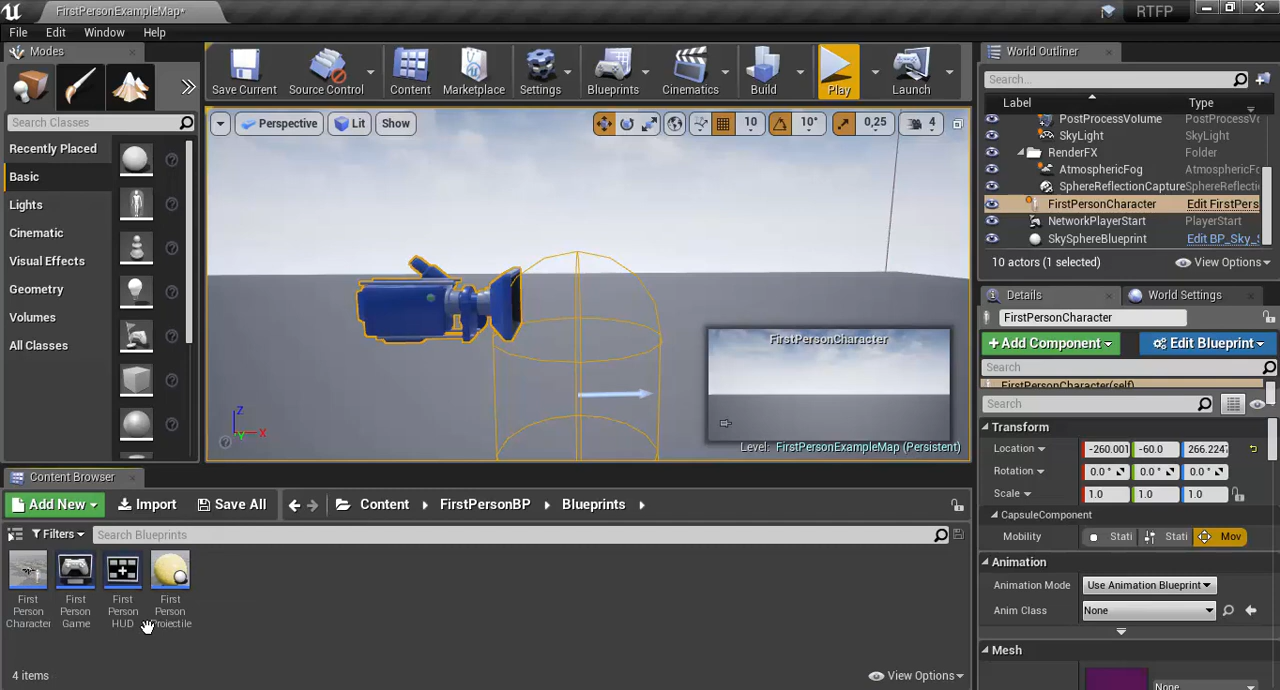 FirstPersonExampleMap*
RTFP
File Edit Window Help
Modes
Search Classes
Recently Placed
Basic
Lights
Cinematic
Visual Effects
Geometry
Volumes
All Classes
Save Current
Source Control
Content
Marketplace
Settings
Blueprints
Cinematics
Build
Play
Launch
Perspective
Lit
Show
10
10°
0,25
4
FirstPersonCharacter
Z
X
Y
Level: FirstPersonExampleMap (Persistent)
World Outliner
Search...
Label Type
PostProcessVolume PostProcessVo
SkyLight SkyLight
RenderFX Folder
AtmosphericFog AtmosphericFo
SphereReflectionCapture SphereReflecti
FirstPersonCharacter Edit FirstPers
NetworkPlayerStart PlayerStart
SkySphereBlueprint Edit BP_Sky_S
10 actors (1 selected)
View Options
Details
World Settings
FirstPersonCharacter
+Add Component
Edit Blueprint
Search
FirstPersonCharacter(self)
Search
Transform
Location -260.001 -60.0 266.224
Rotation 0.0° 0.0° 0.0°
Scale 1.0 1.0 1.0
CapsuleComponent
Mobility Stati Stati Mov
Animation
Animation Mode Use Animation Blueprint
Anim Class None
Mesh
None
Content Browser
Add New
Import
Save All
Content
FirstPersonBP
Blueprints
Filters
Search Blueprints
First Person Character
First Person Game
First Person HUD
First Person Projectile
4 items
View Options